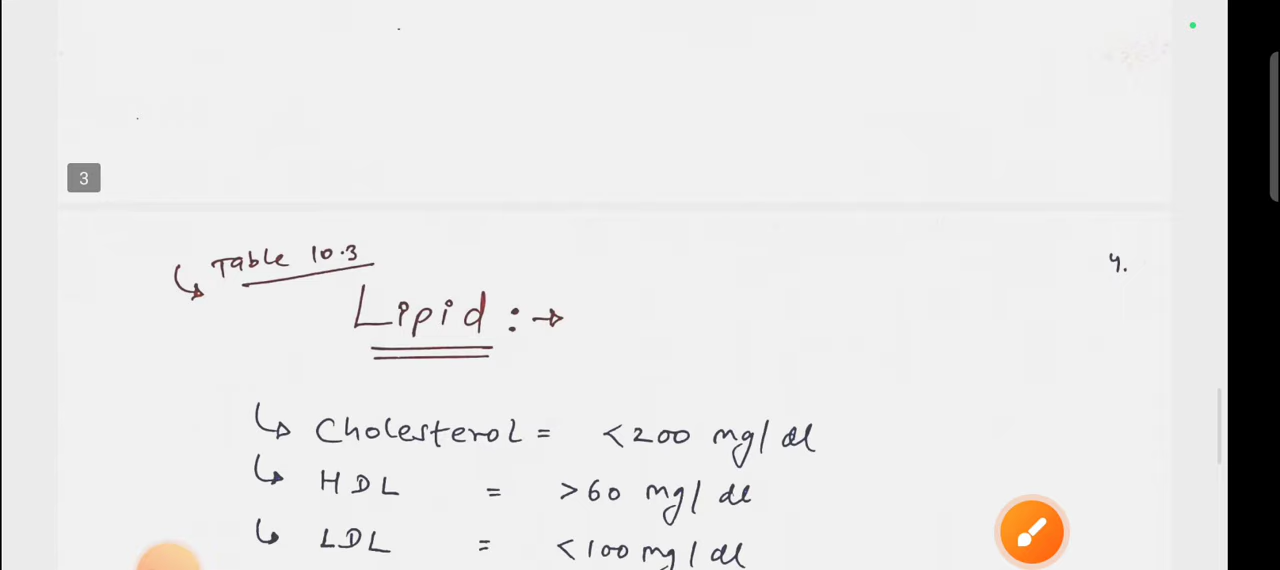 3
Table 10.3
4.
Lipid : →
↳ Cholesterol = <200 mg/dl
↳ HDL = >60 mg/dl
↳ LDL = <100 mg/dl